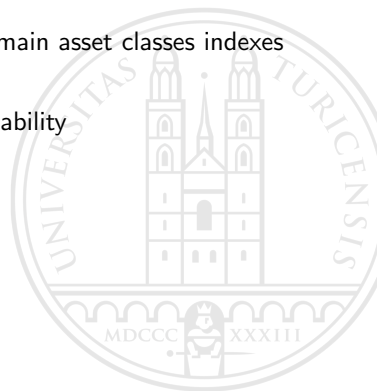 main asset classes indexes
ability
UNIVERSITAS TURICENSIS
MDCCC XXXIII